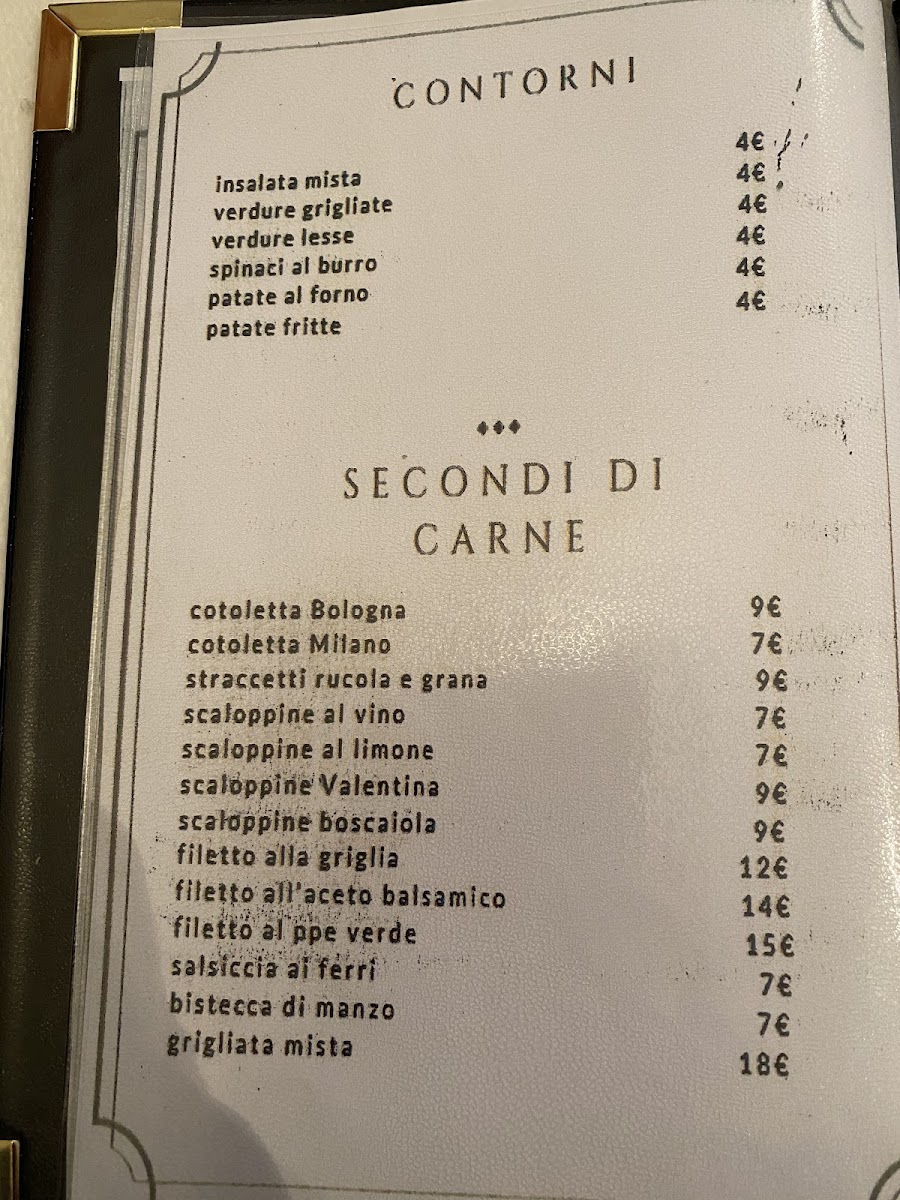 CONTORNI
insalata mista 4€
verdure grigliate 4€
verdure lesse 4€
spinaci al burro 4€
patate al forno 4€
patate fritte 4€
SECONDI DI
CARNE
cotoletta Bologna 9€
cotoletta Milano 7€
straccetti rucola e grana 9€
scaloppine al vino 7€
scaloppine al limone 7€
scaloppine Valentina 9€
scaloppine boscaiola 9€
filetto alla griglia 12€
filetto all'aceto balsamico 14€
filetto al ppe verde 15€
salsiccia ai ferri 7€
bistecca di manzo 7€
grigliata mista 18€